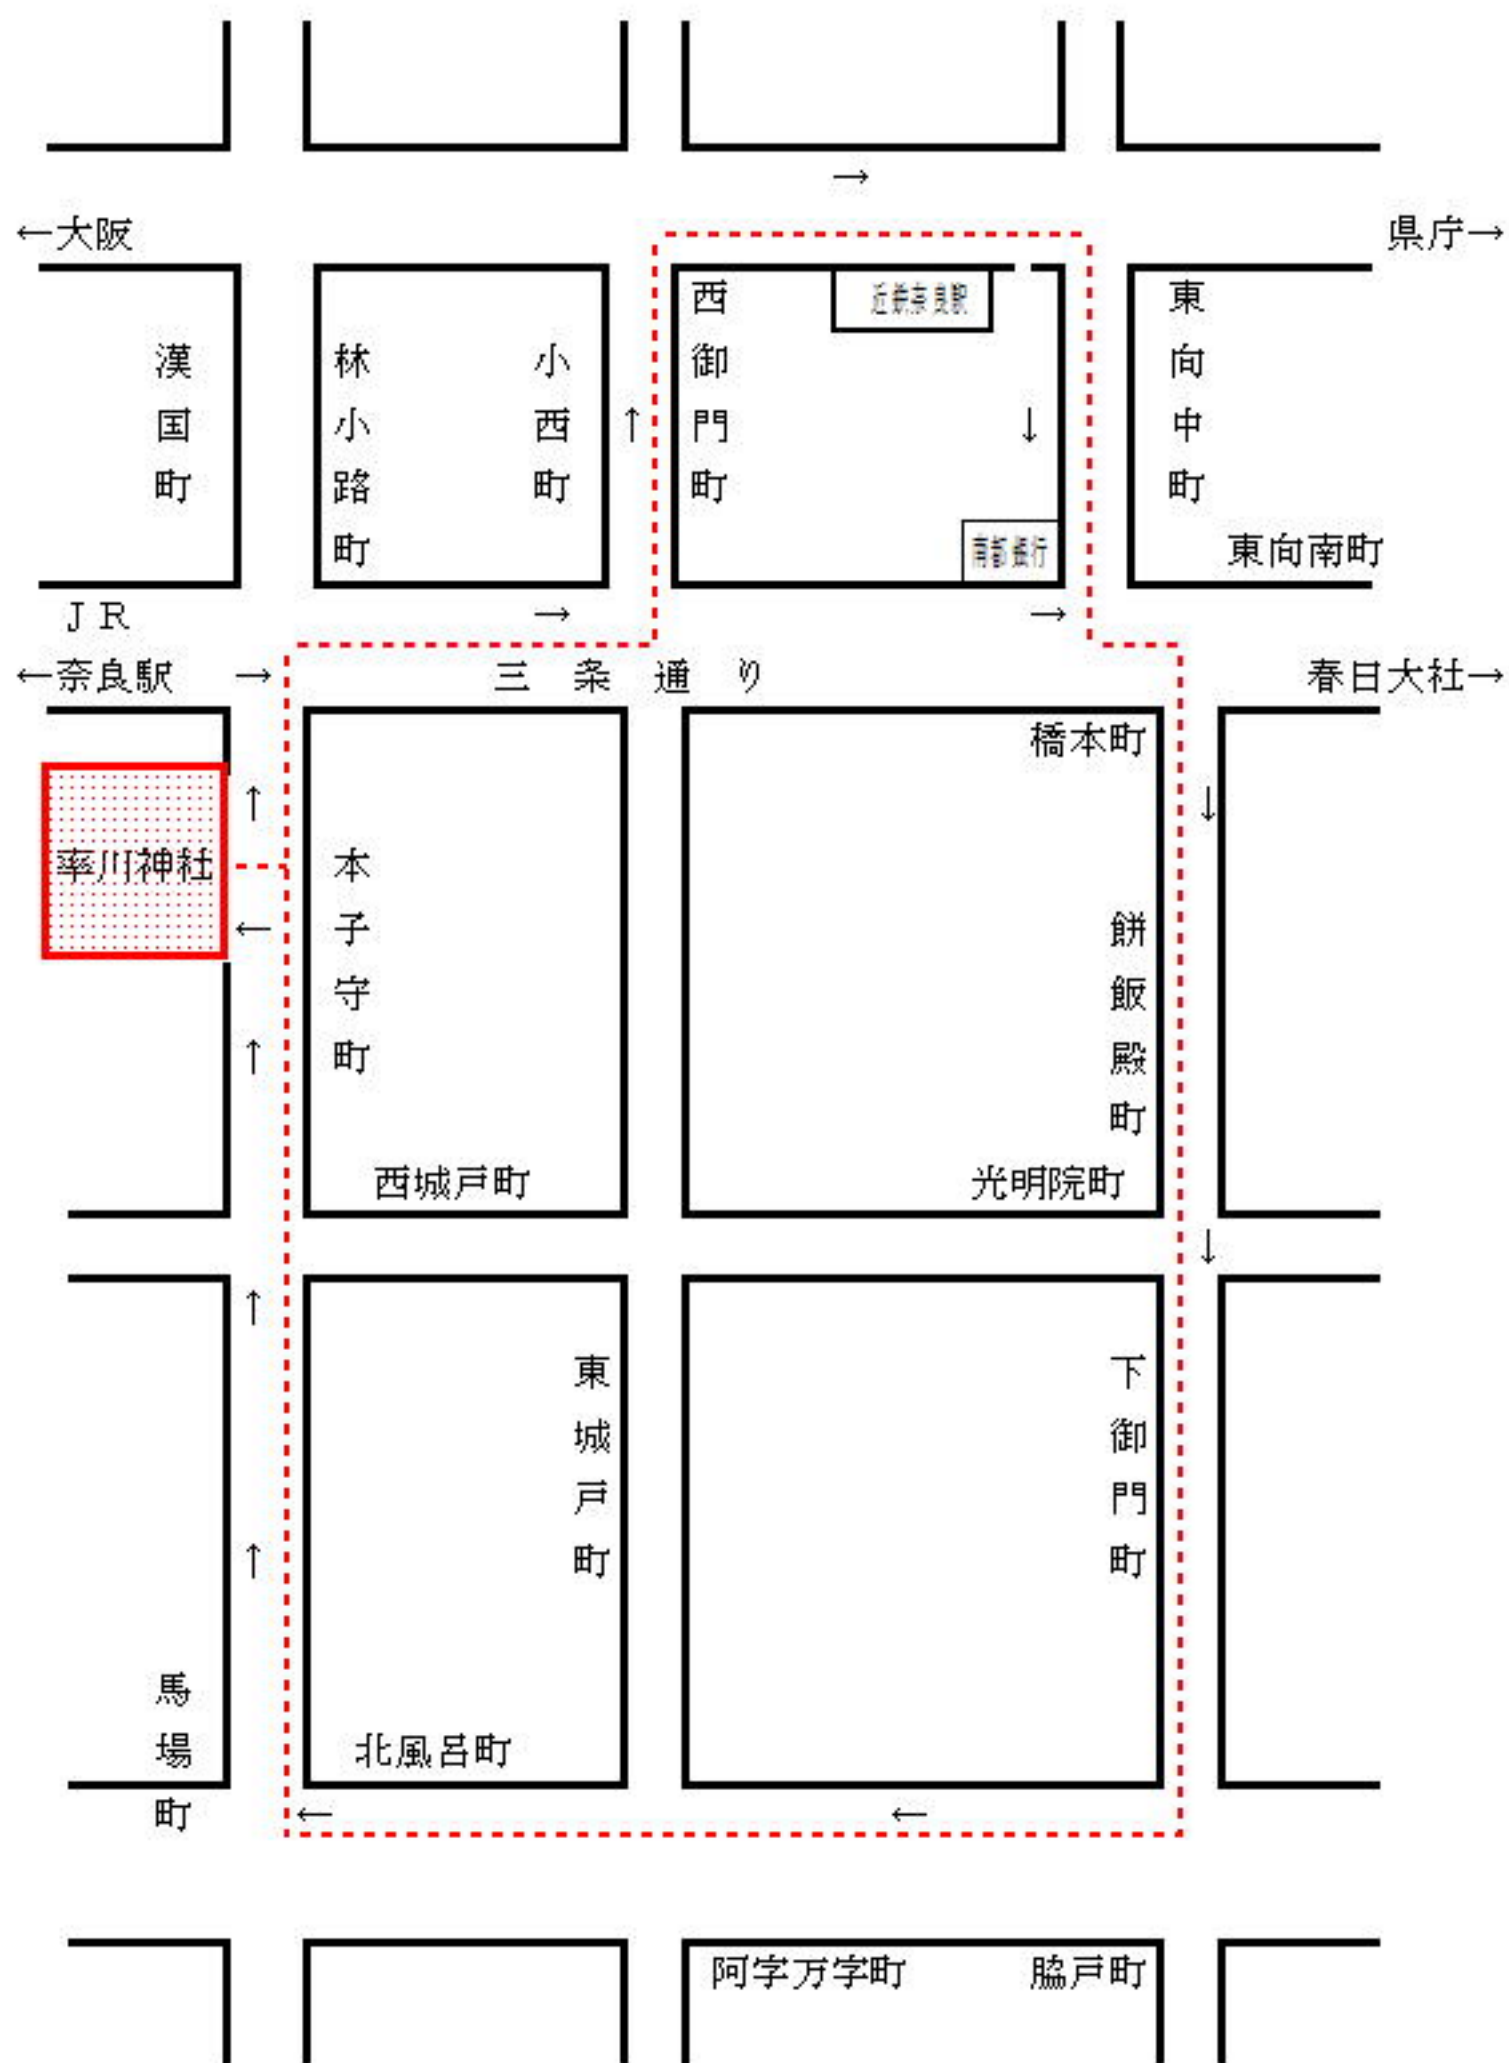 →
←大阪
県庁→
漢国町
林小路町
小西町
↑
西御門町
近鉄奈良駅
↓
南都銀行
東向中町
東向南町
→
→
ＪＲ
←奈良駅
→
三条通り
春日大社→
橋本町
↑
↓
率川神社
←
本子守町
餅飯殿町
↑
西城戸町
光明院町
↓
↑
東城戸町
下御門町
↑
馬場町
北風呂町
←
←
阿字万字町
脇戸町